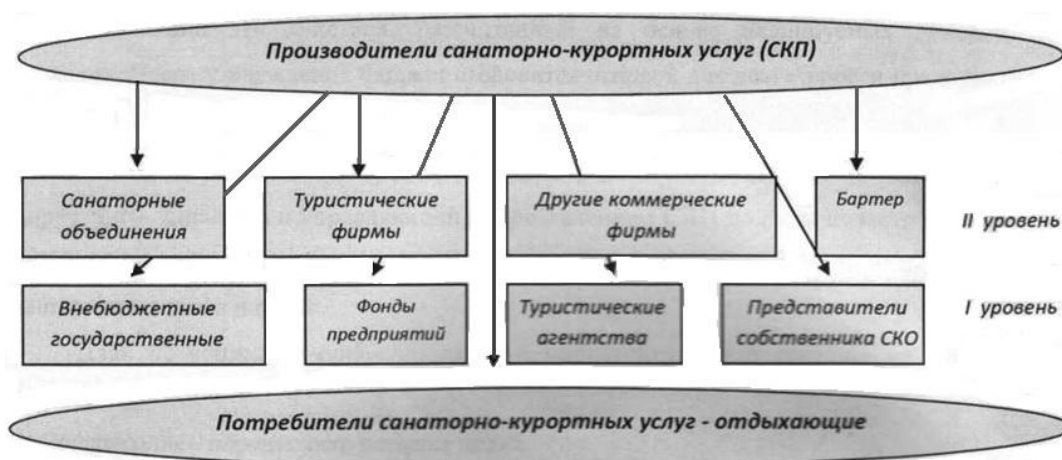 Производители санаторно-курортных услуг (СКП)
Санаторные
объединения
Туристические
фирмы
Другие коммерческие
фирмы
Бартер
II уровень
Внебюджетные
государственные
Фонды
предприятий
Туристические
агентства
Представители
собственника СКО
I уровень
Потребители санаторно-курортных услуг - отдыхающие